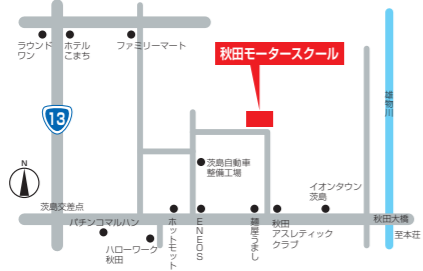 ラウンド
ワン
ホテル
こまち
ファミリーマート
秋田モータースクール
13
雄物川
N
茨島自動車
整備工場
イオンタウン
茨島
茨島交差点
パチンコマルハン
ハローワーク
秋田
ホットモット
ENEOS
麺屋うまし
秋田
アスレティック
クラブ
秋田大橋
至本荘